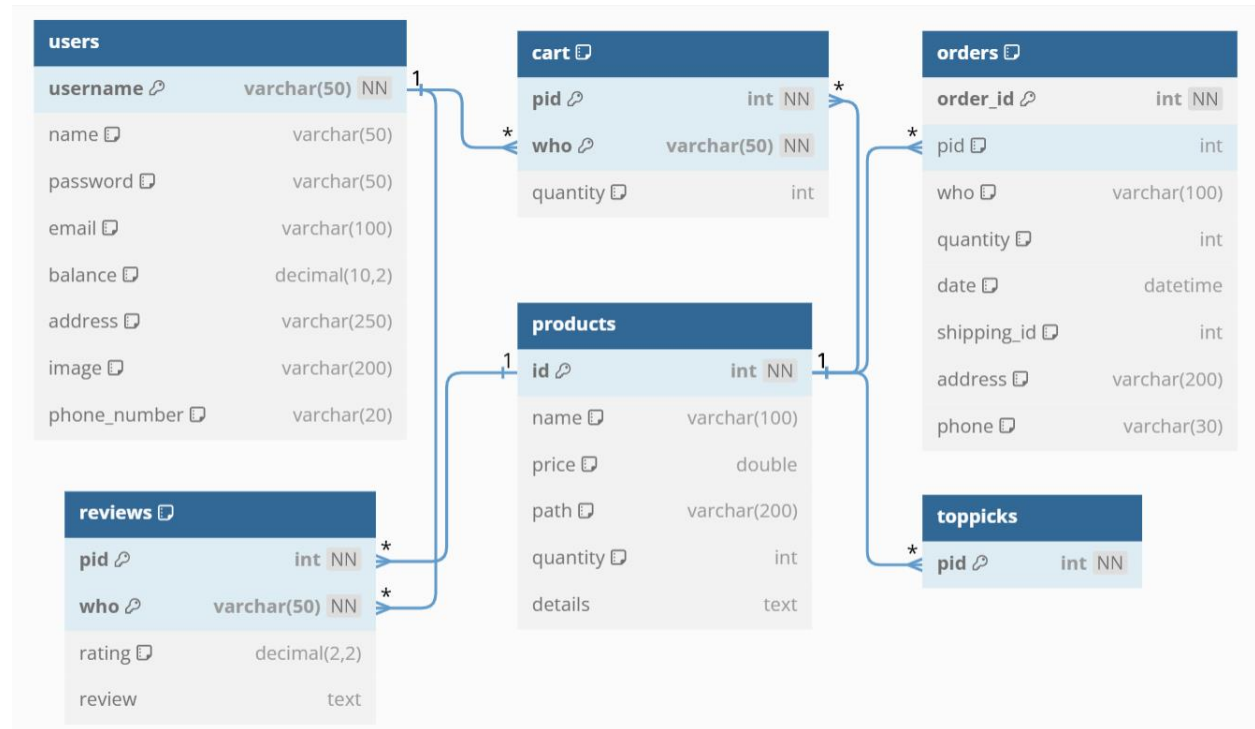 users
username varchar(50) NN
name varchar(50)
password varchar(50)
email varchar(100)
balance decimal(10,2)
address varchar(250)
image varchar(200)
phone_number varchar(20)
1
*
cart
pid int NN
who varchar(50) NN
quantity int
*
orders
order_id int NN
pid int
who varchar(100)
quantity int
date datetime
shipping_id int
address varchar(200)
phone varchar(30)
*
products
id int NN
name varchar(100)
price double
path varchar(200)
quantity int
details text
1
1
reviews
pid int NN
who varchar(50) NN
rating decimal(2,2)
review text
*
*
toppicks
pid int NN
*